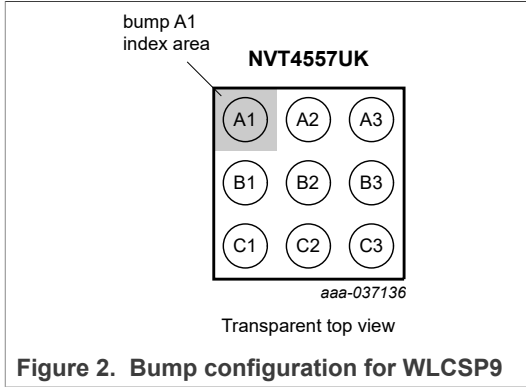 bump A1
index area
NVT4557UK
A1 A2 A3
B1 B2 B3
C1 C2 C3
aaa-037136
Transparent top view
Figure 2. Bump configuration for WLCSP9